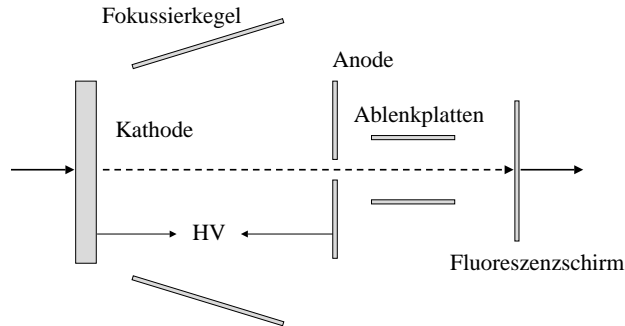 Fokussierkegel
Anode
Ablenkplatten
Kathode
HV
Fluoreszenzschirm